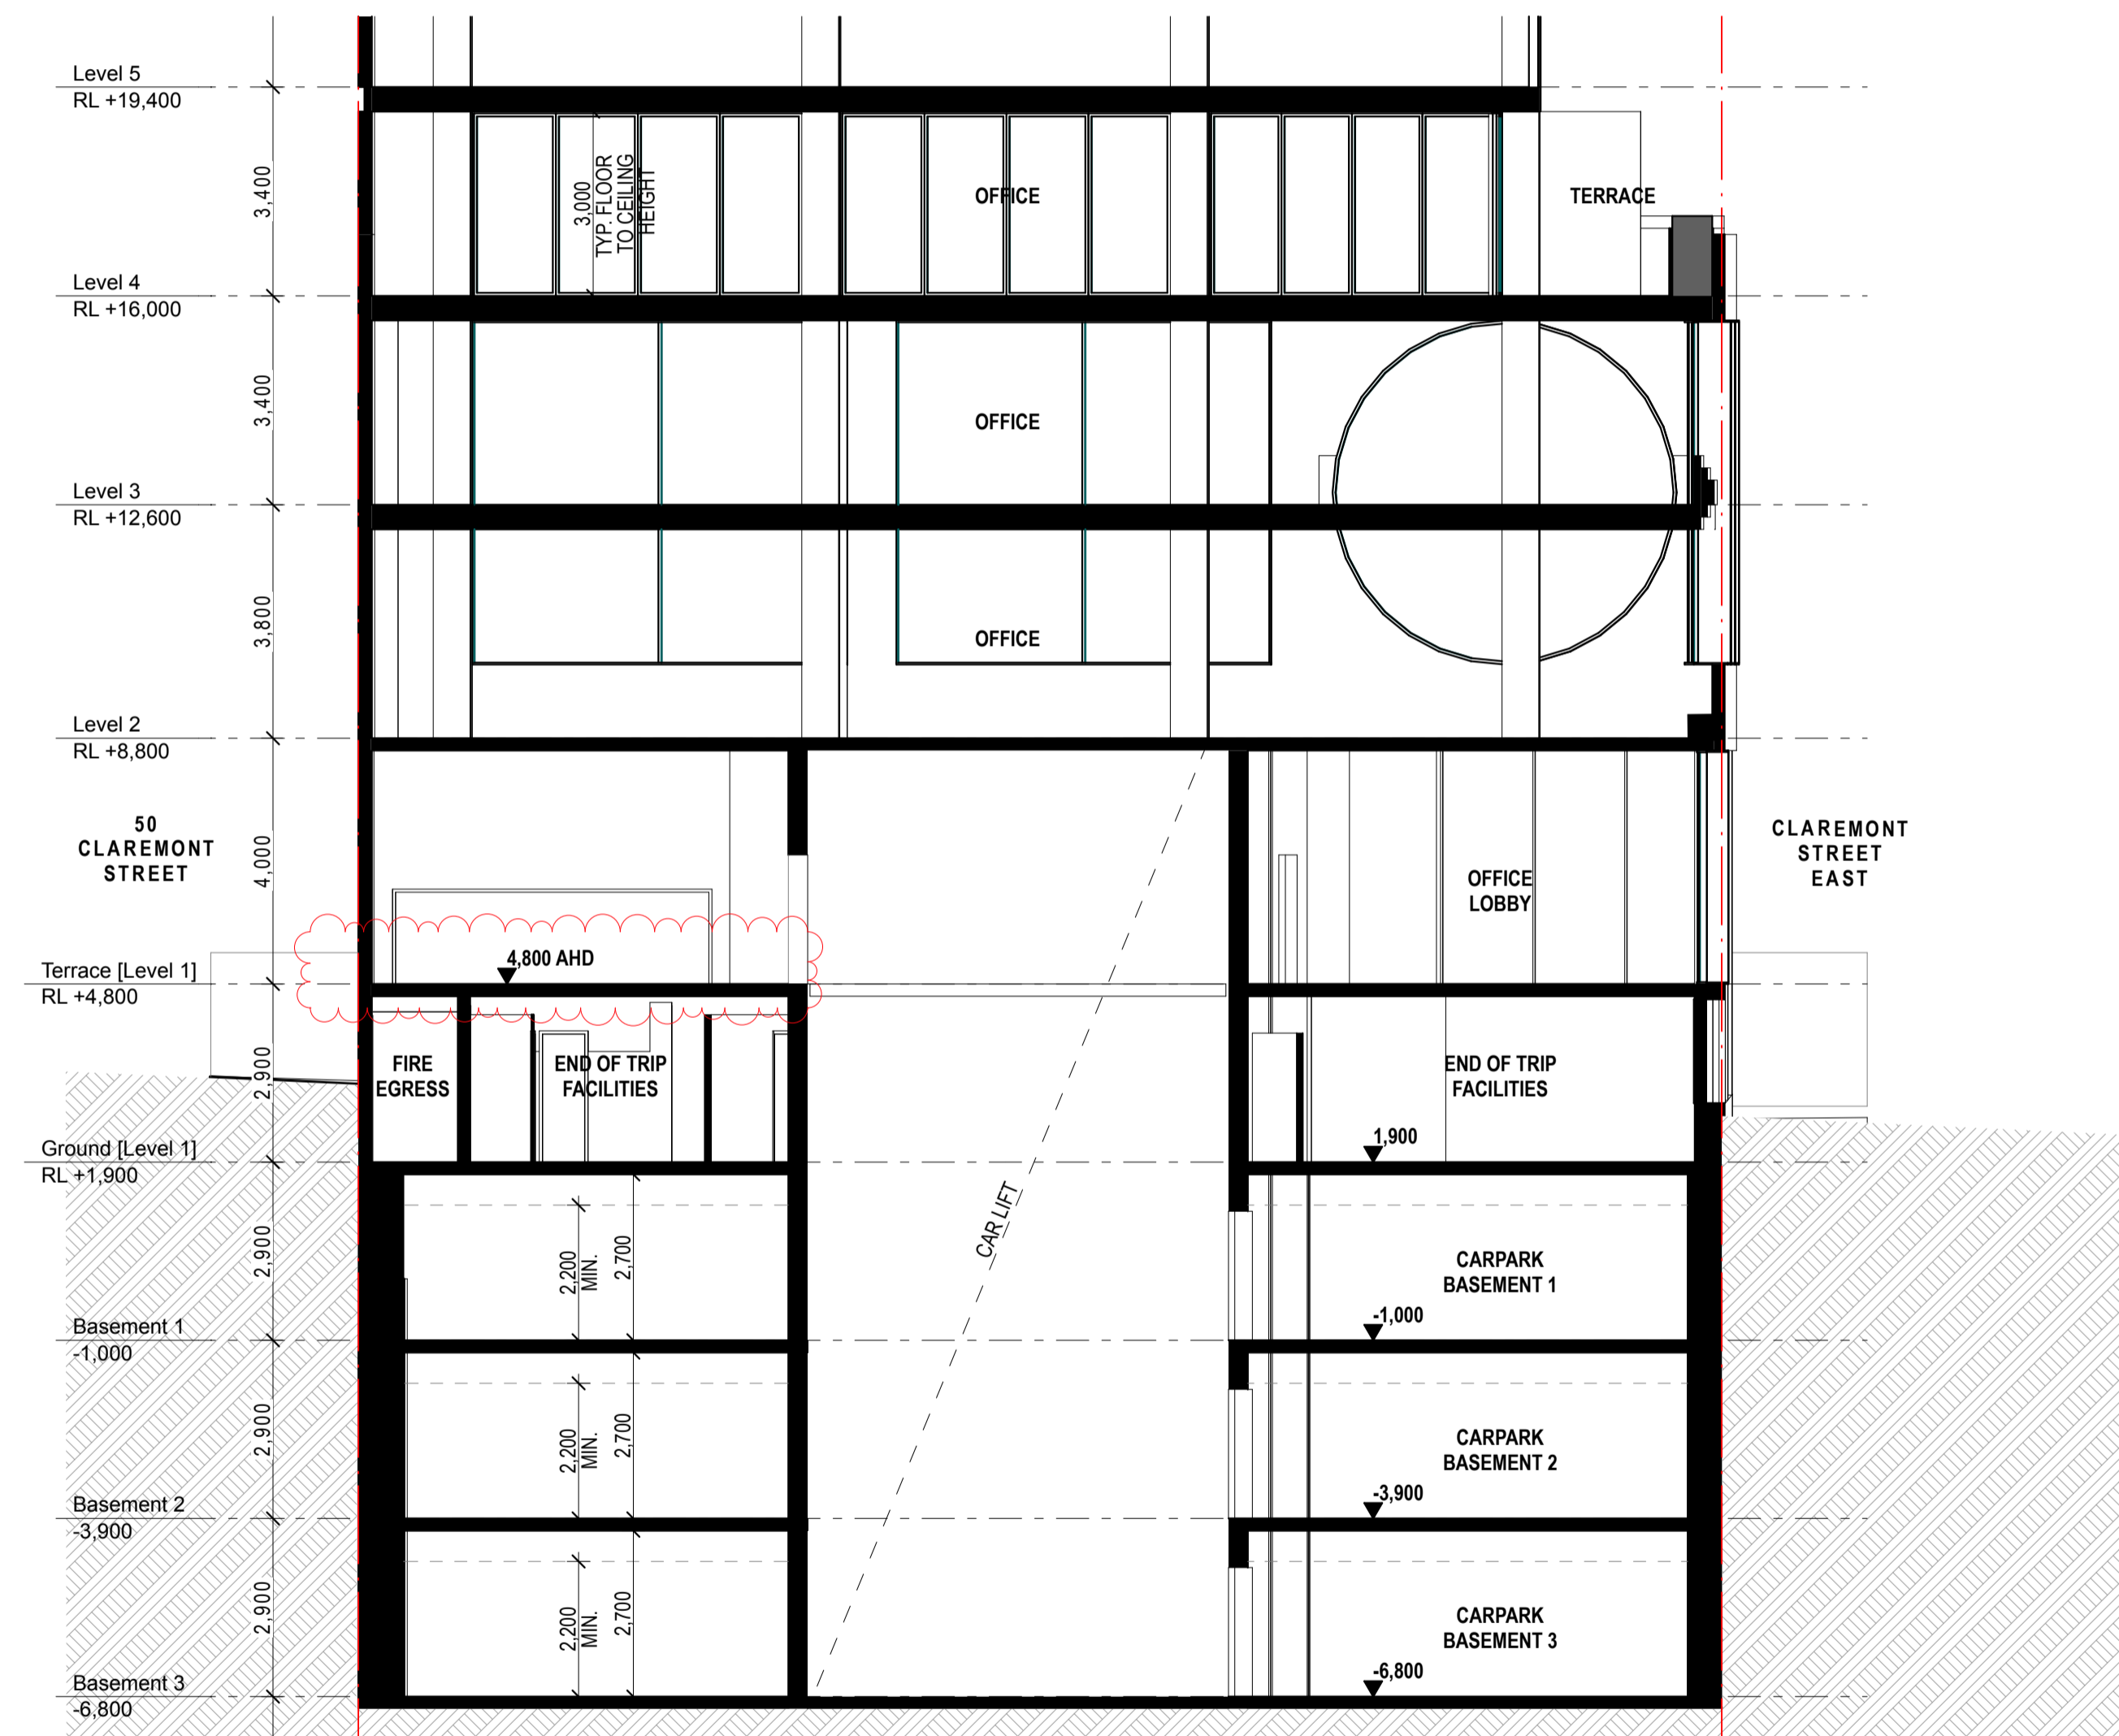 Level 5
RL +19,400
3,400
3,000
TYP. FLOOR
TO CEILING
HEIGHT
OFFICE
TERRACE
Level 4
RL +16,000
3,400
OFFICE
Level 3
RL +12,600
3,800
OFFICE
Level 2
RL +8,800
50
CLAREMONT
STREET
4,000
OFFICE
LOBBY
CLAREMONT
STREET
EAST
4,800 AHD
Terrace [Level 1]
RL +4,800
2,900
FIRE
EGRESS
END OF TRIP
FACILITIES
END OF TRIP
FACILITIES
1,900
Ground [Level 1]
RL +1,900
2,900
2,200
MIN.
2,700
CAR LIFT
CARPARK
BASEMENT 1
-1,000
Basement 1
-1,000
2,900
2,200
MIN.
2,700
CARPARK
BASEMENT 2
-3,900
Basement 2
-3,900
2,900
2,200
MIN.
2,700
CARPARK
BASEMENT 3
-6,800
Basement 3
-6,800